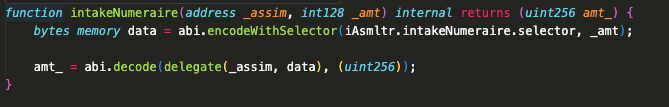 function intakeNumeraire(address _assim, int128 _amt) internal returns (uint256 amt_) {
bytes memory data = abi.encodeWithSelector(iAsmltr.intakeNumeraire.selector, _amt);
amt_ = abi.decode(delegate(_assim, data), (uint256));
}